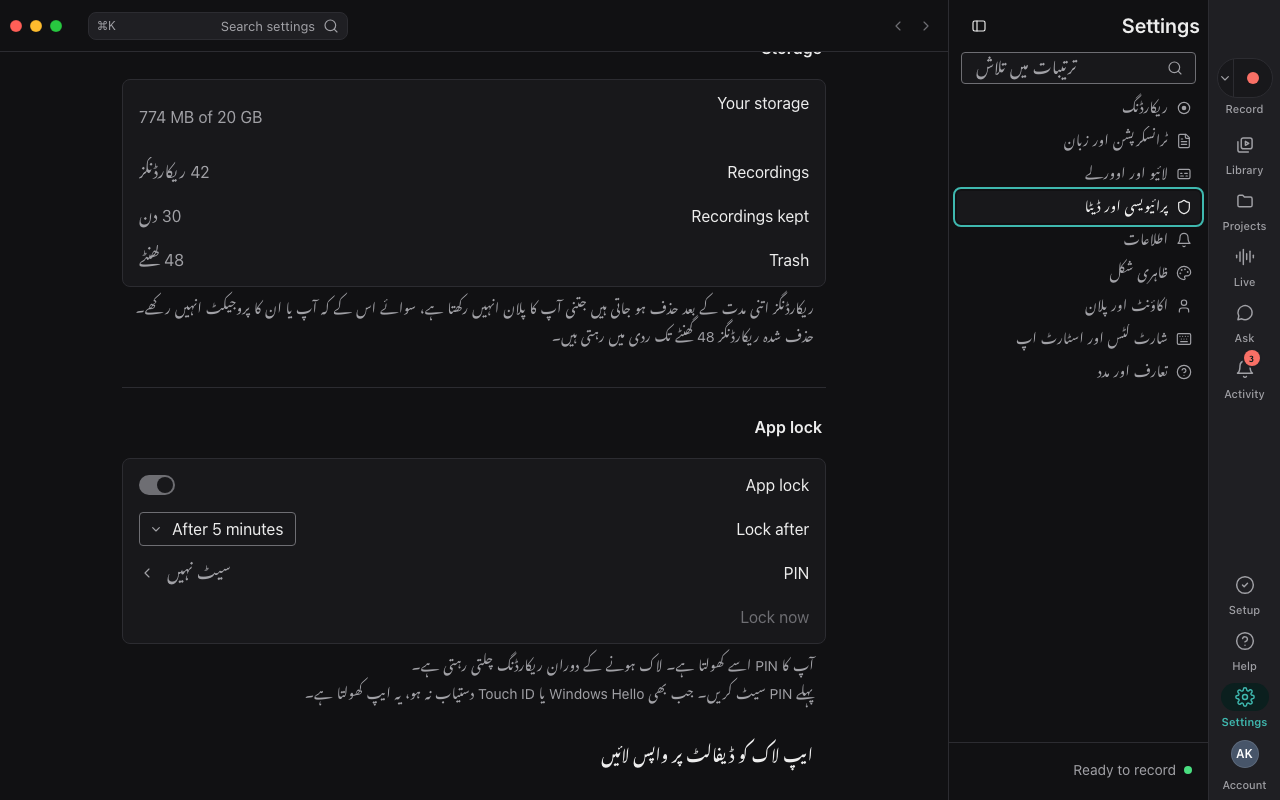 ⌘K
Search settings
Settings
ترتیبات میں تلاش
ریکارڈنگ
ٹرانسکرپشن اور زبان
لائیو اور اوورلے
پرائیویسی اور ڈیٹا
اطلاعات
ظاہری شکل
اکاؤنٹ اور پلان
شارٹ کٹس اور اسٹارٹ اپ
تعارف اور مدد
Ready to record
Record
Library
Projects
Live
Ask
3
Activity
Setup
Help
Settings
AK
Account
Storage
Your storage
774 MB of 20 GB
Recordings
42 ریکارڈنگز
Recordings kept
30 دن
Trash
48 گھنٹے
ریکارڈنگز اتنی مدت کے بعد حذف ہو جاتی ہیں جتنی آپ کا پلان انہیں رکھتا ہے، سوائے اس کے کہ آپ یا ان کا پروجیکٹ انہیں رکھے۔
حذف شدہ ریکارڈنگز 48 گھنٹے تک ردی میں رہتی ہیں۔
App lock
App lock
Lock after
After 5 minutes
PIN
سیٹ نہیں
Lock now
آپ کا PIN اسے کھولتا ہے۔ لاک ہونے کے دوران ریکارڈنگ چلتی رہتی ہے۔
پہلے PIN سیٹ کریں۔ جب بھی Windows Hello یا Touch ID دستیاب نہ ہو، یہ ایپ کھولتا ہے۔
ایپ لاک کو ڈیفالٹ پر واپس لائیں